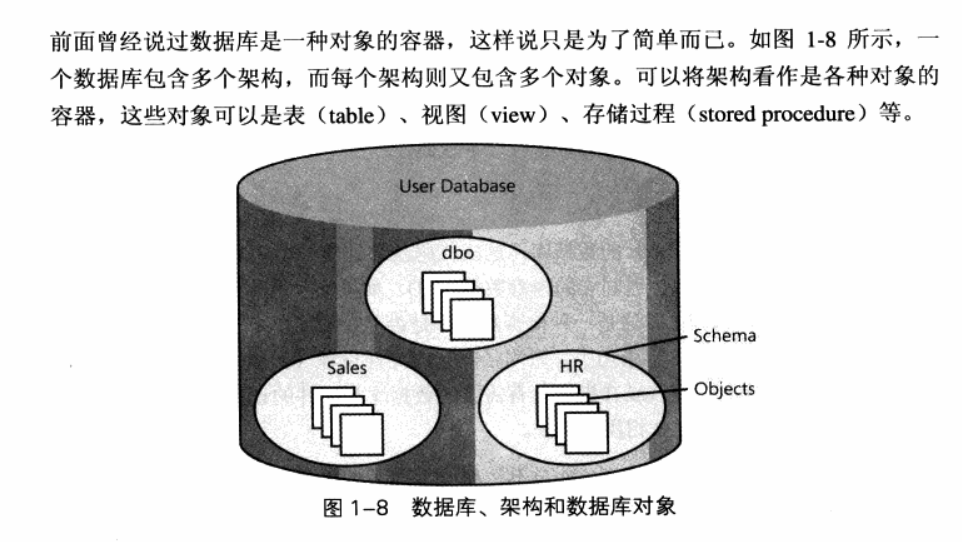 前面曾经说过数据库是一种对象的容器，这样说只是为了简单而已。如图 1-8 所示，一
个数据库包含多个架构，而每个架构则又包含多个对象。可以将架构看作是各种对象的
容器，这些对象可以是表（table）、视图（view）、存储过程（stored procedure）等。
User Database
dbo
Schema
Sales
HR
Objects
图 1-8 数据库、架构和数据库对象